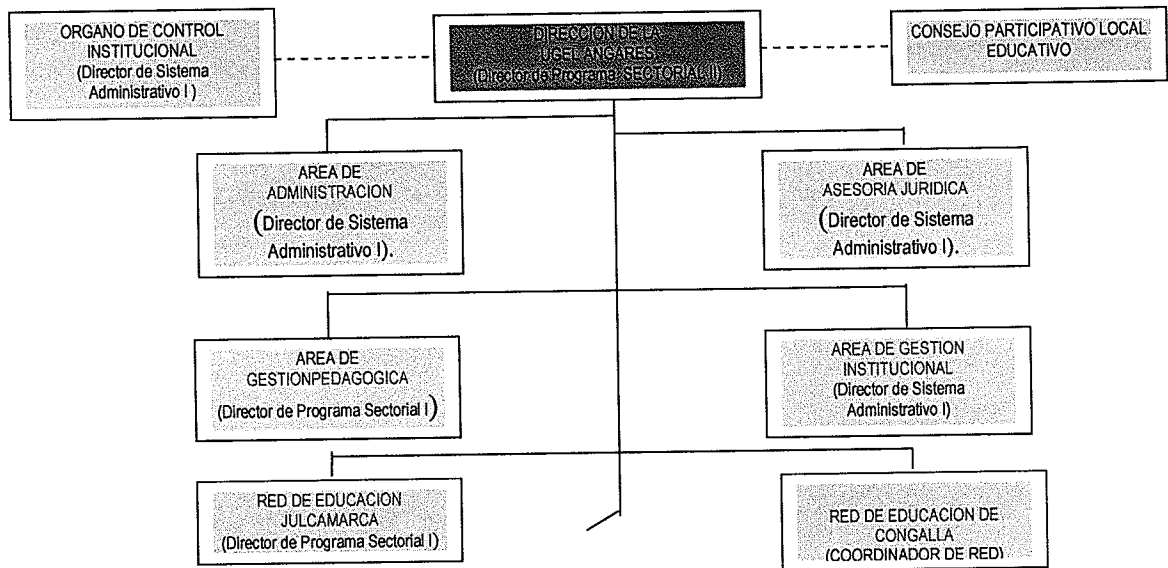 ORGANO DE CONTROL
INSTITUCIONAL
(Director de Sistema
Administrativo I )
DIRECCION DE LA
UGEL ANGARES
(Director de Programa SECTORIAL II)
CONSEJO PARTICIPATIVO LOCAL
EDUCATIVO
AREA DE
ADMINISTRACION
(Director de Sistema
Administrativo I).
AREA DE
ASESORIA JURIDICA
(Director de Sistema
Administrativo I).
AREA DE
GESTIONPEDAGOGICA
(Director de Programa Sectorial I)
AREA DE GESTION
INSTITUCIONAL
(Director de Sistema
Administrativo I)
RED DE EDUCACION
JULCAMARCA
(Director de Programa Sectorial I)
RED DE EDUCACION DE
CONGALLA
(COORDINADOR DE RED)